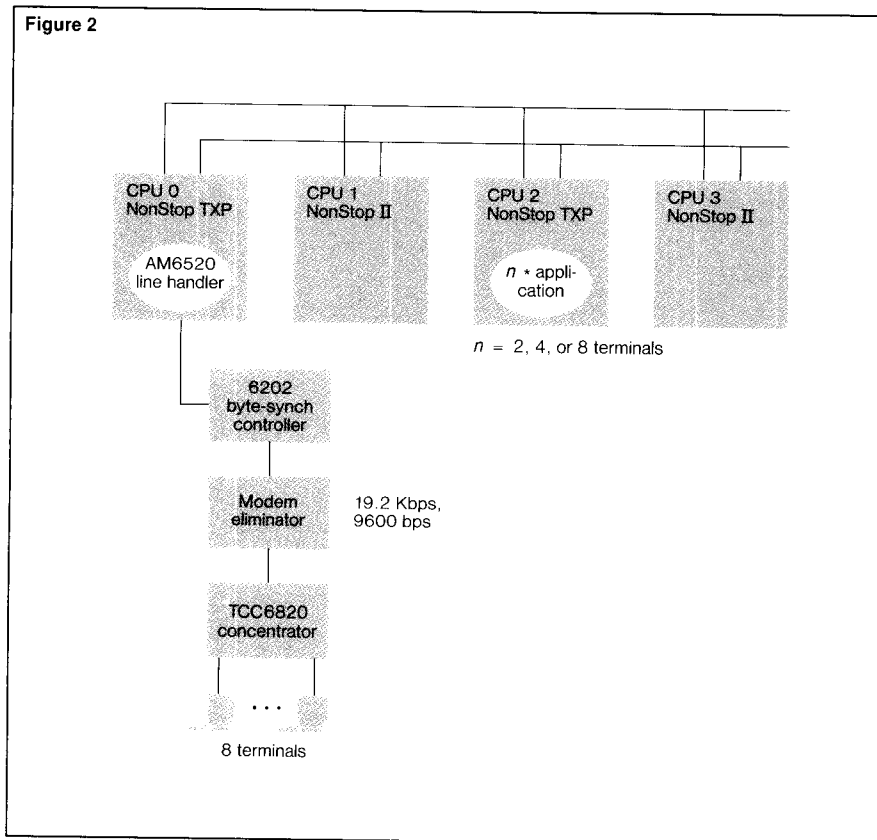 Figure 2
CPU 0
NonStop TXP
CPU 1
NonStop II
CPU 2
NonStop TXP
CPU 3
NonStop II
AM6520
line handler
n * appli-
cation
n = 2, 4, or 8 terminals
6202
byte-synch
controller
Modem
eliminator
19.2 Kbps,
9600 bps
TCC6820
concentrator
• • •
8 terminals